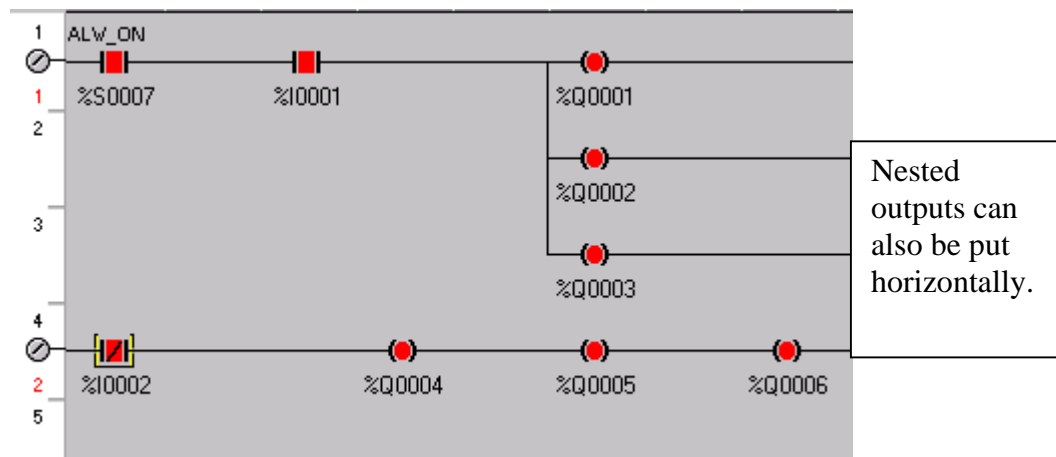 1 ALW_ON
1 %S0007 %I0001 %Q0001
2
%Q0002
3
%Q0003
4
2 %I0002 %Q0004 %Q0005 %Q0006
5
Nested
outputs can
also be put
horizontally.